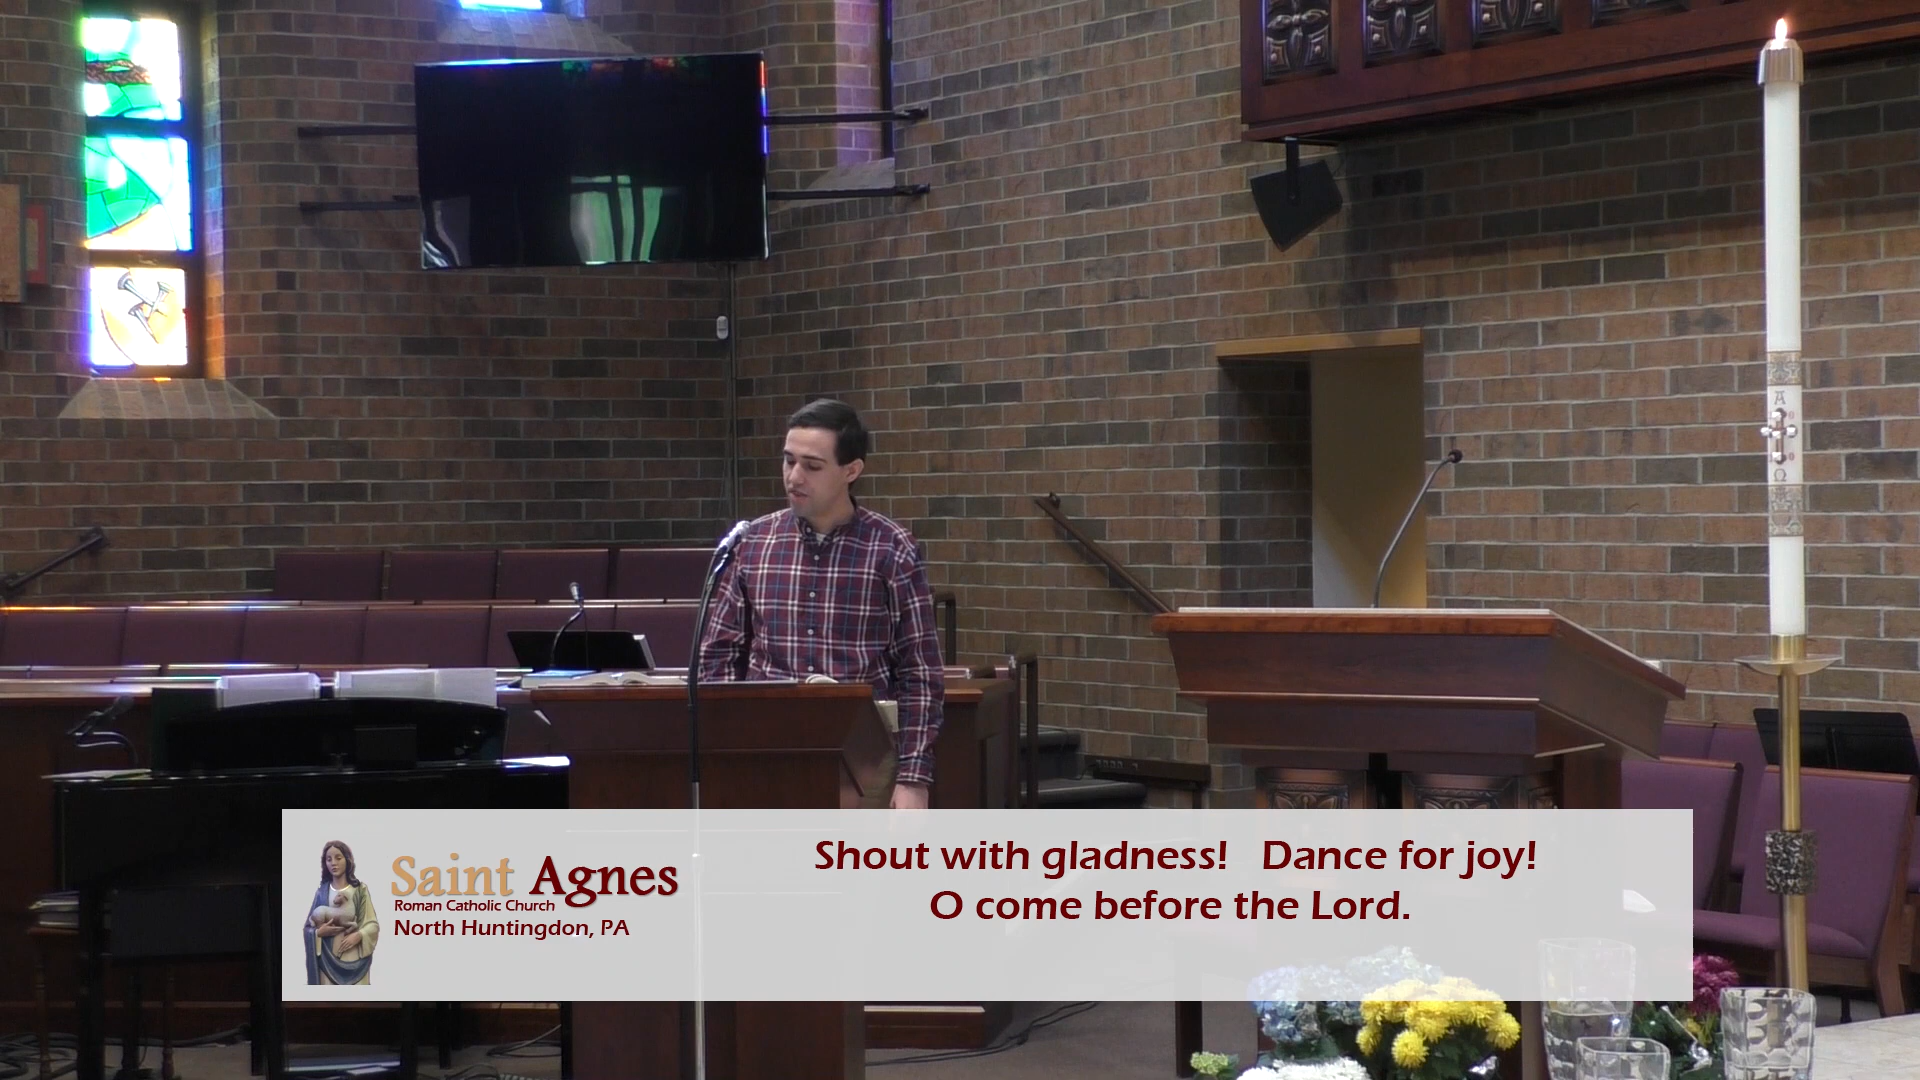 Α
Ω
Saint Agnes
Roman Catholic Church
North Huntingdon, PA
Shout with gladness! Dance for joy!
O come before the Lord.